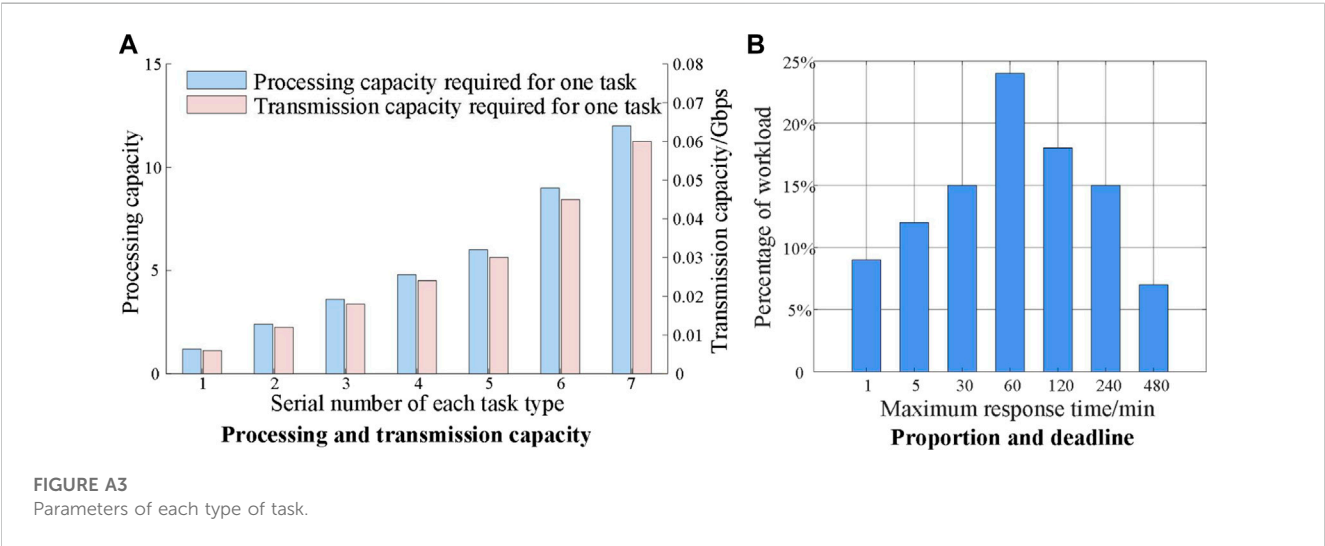 A
B
15
10
5
0
Processing capacity
Processing capacity required for one task
Transmission capacity required for one task
0.08
0.07
0.06
0.05
0.04
0.03
0.02
0.01
0
Transmission capacity/Gbps
1 2 3 4 5 6 7
Serial number of each task type
Processing and transmission capacity
25%
20%
15%
10%
5%
0
Percentage of workload
1 5 30 60 120 240 480
Maximum response time/min
Proportion and deadline
FIGURE A3
Parameters of each type of task.